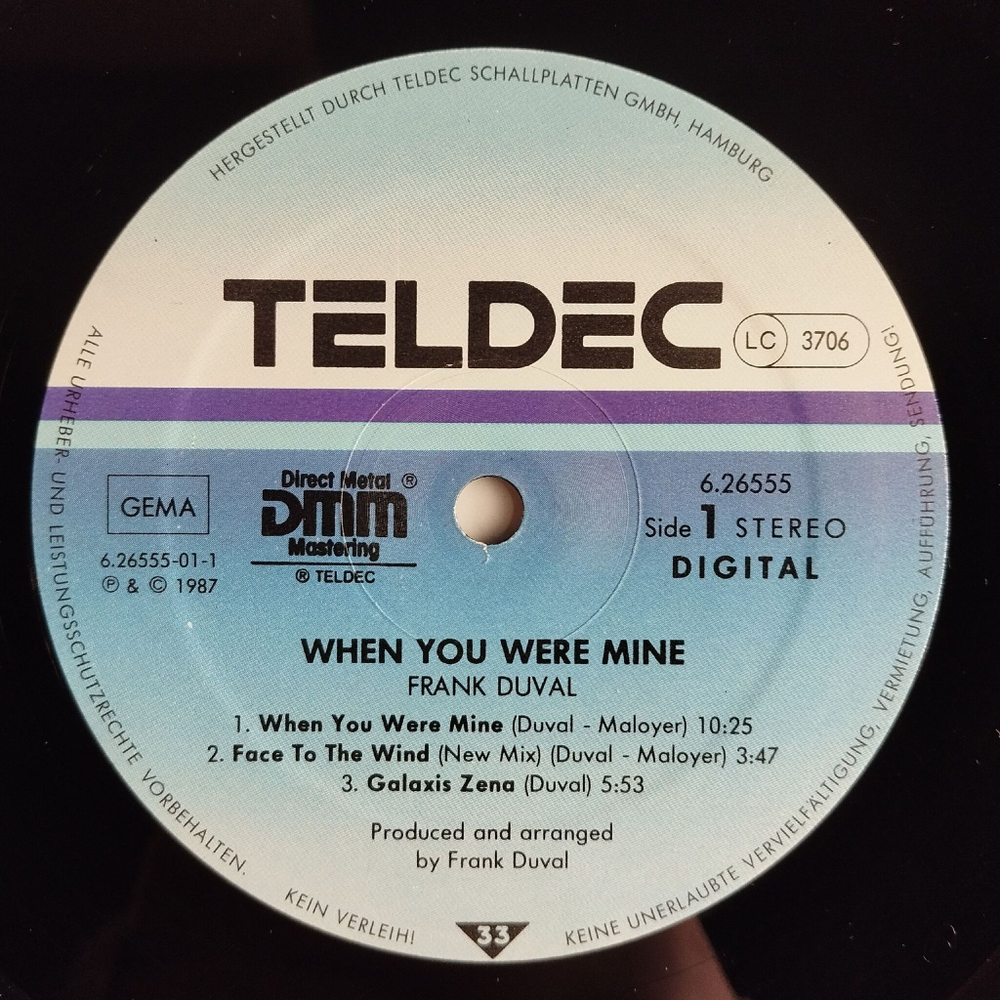 HERGESTELLT DURCH TELDEC SCHALLPLATTEN GMBH, HAMBURG
TELDEC
LC 3706
GEMA
6.26555-01-1
℗ & © 1987
Direct Metal ®
DMM
Mastering
® TELDEC
6.26555
Side 1 STEREO
DIGITAL
WHEN YOU WERE MINE
FRANK DUVAL
1. When You Were Mine (Duval - Maloyer) 10:25
2. Face To The Wind (New Mix) (Duval - Maloyer) 3:47
3. Galaxis Zena (Duval) 5:53
Produced and arranged
by Frank Duval
ALLE URHEBER- UND LEISTUNGSSCHUTZRECHTE VORBEHALTEN.
KEIN VERLEIH!
33
KEINE UNERLAUBTE VERVIELFÄLTIGUNG, VERMIETUNG, AUFFÜHRUNG, SENDUNG!